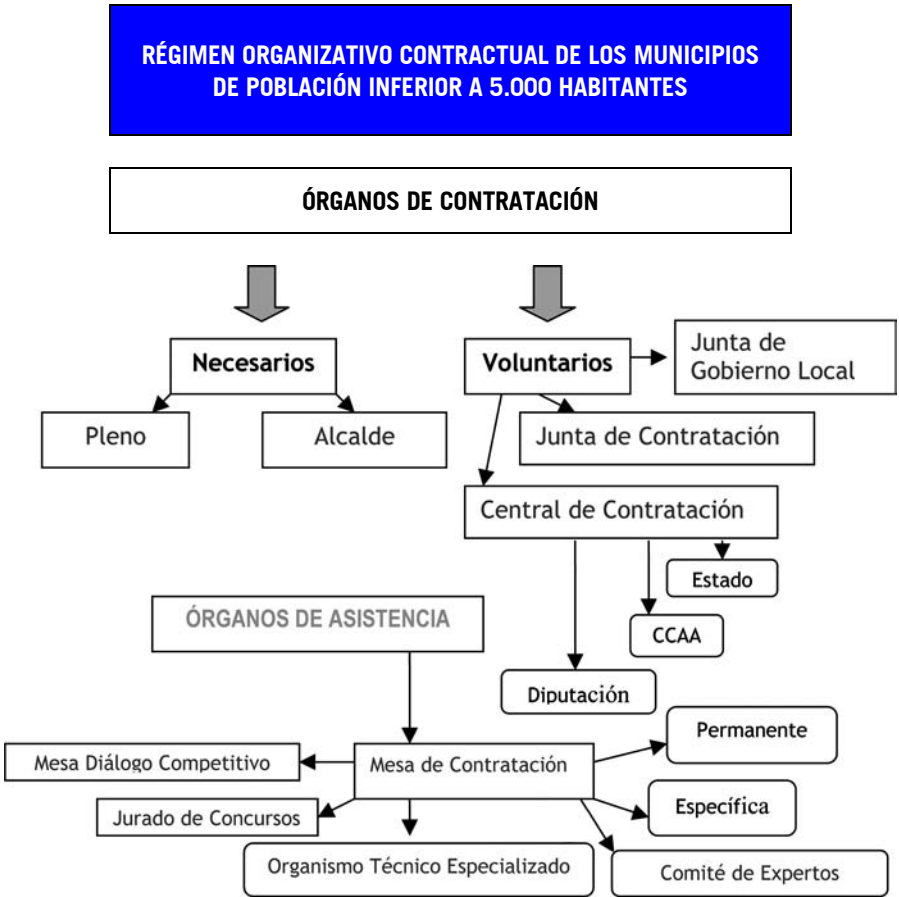 RÉGIMEN ORGANIZATIVO CONTRACTUAL DE LOS MUNICIPIOS
DE POBLACIÓN INFERIOR A 5.000 HABITANTES
ÓRGANOS DE CONTRATACIÓN
Necesarios
Voluntarios
Junta de
Gobierno Local
Pleno
Alcalde
Junta de Contratación
Central de Contratación
Estado
CCAA
Diputación
ÓRGANOS DE ASISTENCIA
Mesa de Contratación
Permanente
Mesa Diálogo Competitivo
Específica
Jurado de Concursos
Organismo Técnico Especializado
Comité de Expertos